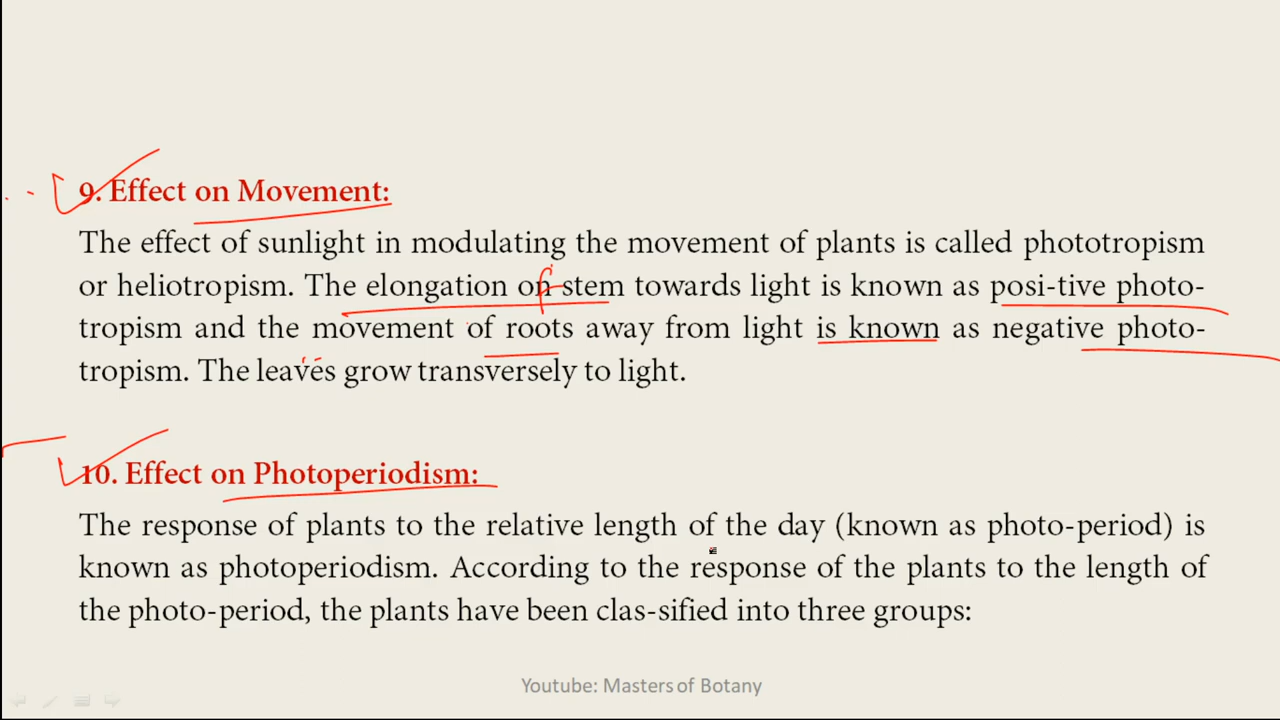 9. Effect on Movement:
The effect of sunlight in modulating the movement of plants is called phototropism
or heliotropism. The elongation on stem towards light is known as posi-tive photo-
tropism and the movement of roots away from light is known as negative photo-
tropism. The leaves grow transversely to light.
10. Effect on Photoperiodism:
The response of plants to the relative length of the day (known as photo-period) is
known as photoperiodism. According to the response of the plants to the length of
the photo-period, the plants have been clas-sified into three groups:
Youtube: Masters of Botany